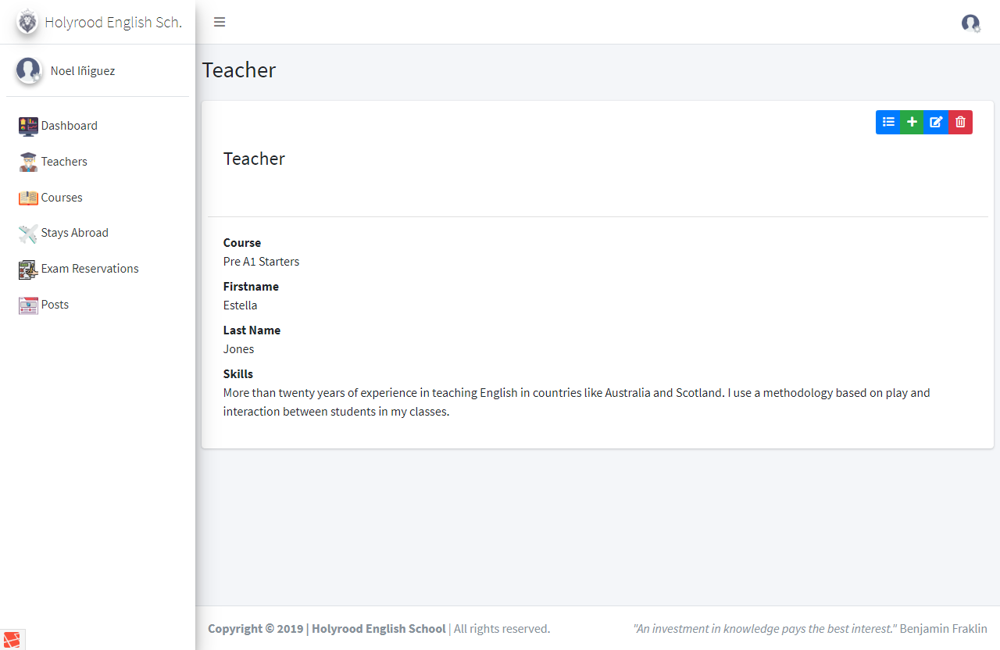 Holyrood English Sch.
Noel Iñiguez
Dashboard
Teachers
Courses
Stays Abroad
Exam Reservations
Posts
Teacher
Teacher
Course
Pre A1 Starters
Firstname
Estella
Last Name
Jones
Skills
More than twenty years of experience in teaching English in countries like Australia and Scotland. I use a methodology based on play and
interaction between students in my classes.
Copyright © 2019 | Holyrood English School | All rights reserved.
"An investment in knowledge pays the best interest." Benjamin Fraklin